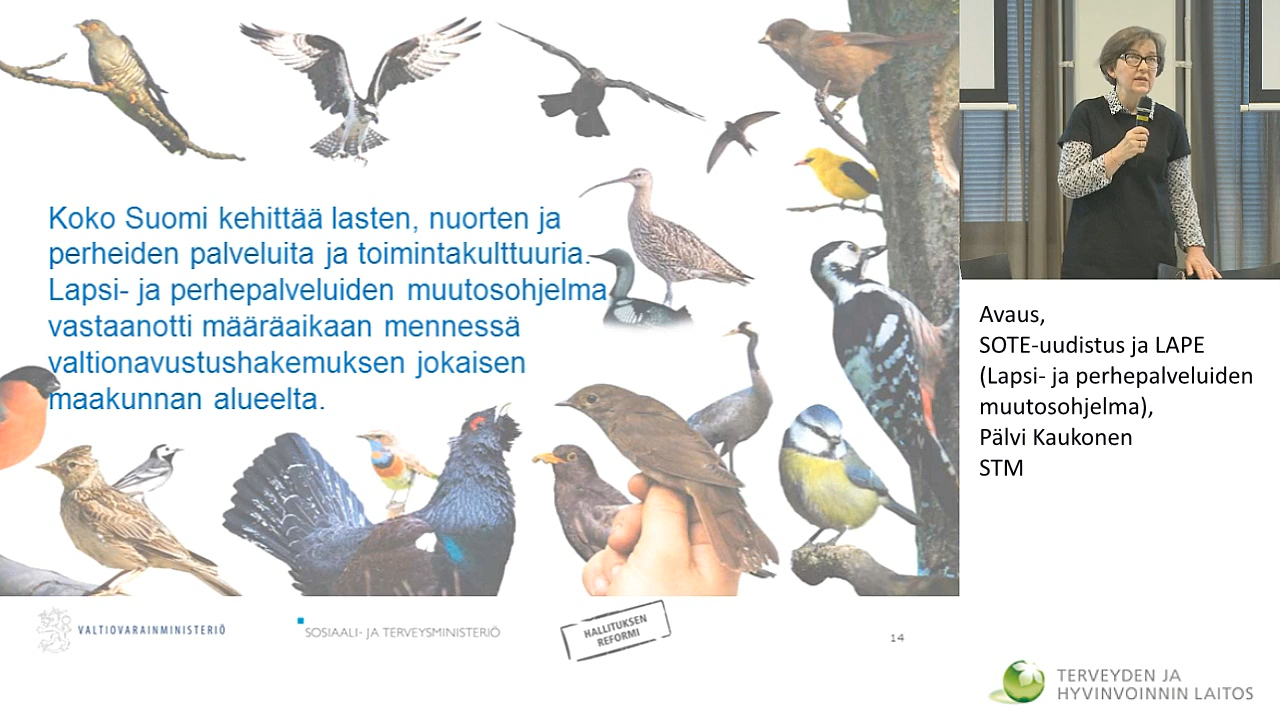 Koko Suomi kehittää lasten, nuorten ja
perheiden palveluita ja toimintakulttuuria.
Lapsi- ja perhepalveluiden muutosohjelma
vastaanotti määräaikaan mennessä
valtionavustushakemuksen jokaisen
maakunnan alueelta.
VALTIOVARAINMINISTERIÖ
SOSIAALI- JA TERVEYSMINISTERIÖ
HALLITUKSEN
REFORMI
14
Avaus,
SOTE-uudistus ja LAPE
(Lapsi- ja perhepalveluiden
muutosohjelma),
Pälvi Kaukonen
STM
TERVEYDEN JA
HYVINVOINNIN LAITOS